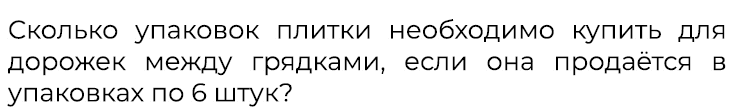 Сколько упаковок плитки необходимо купить для
дорожек между грядками, если она продаётся в
упаковках по 6 штук?